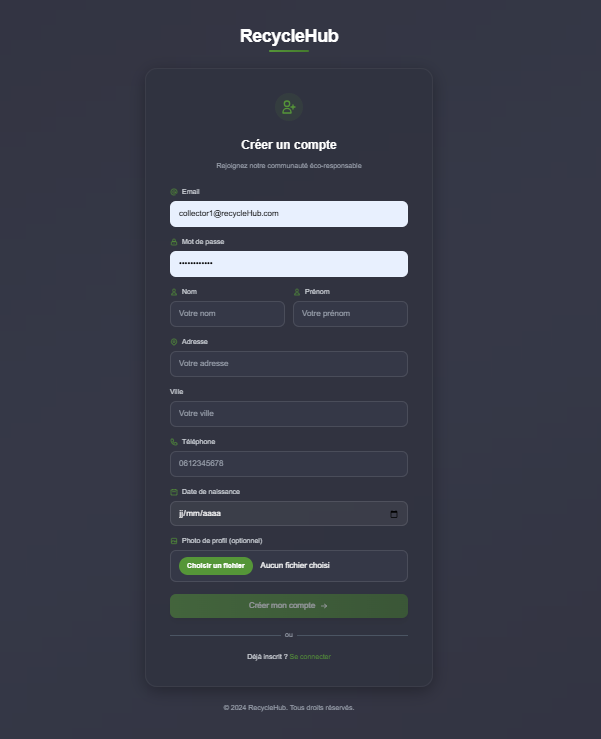 RecycleHub
Créer un compte
Rejoignez notre communauté éco-responsable
Email
collector1@recycleHub.com
Mot de passe
••••••••••••
Nom
Prénom
Votre nom
Votre prénom
Adresse
Votre adresse
Ville
Votre ville
Téléphone
0612345678
Date de naissance
jj/mm/aaaa
Photo de profil (optionnel)
Choisir un fichier Aucun fichier choisi
Créer mon compte →
ou
Déjà inscrit ? Se connecter
© 2024 RecycleHub. Tous droits réservés.